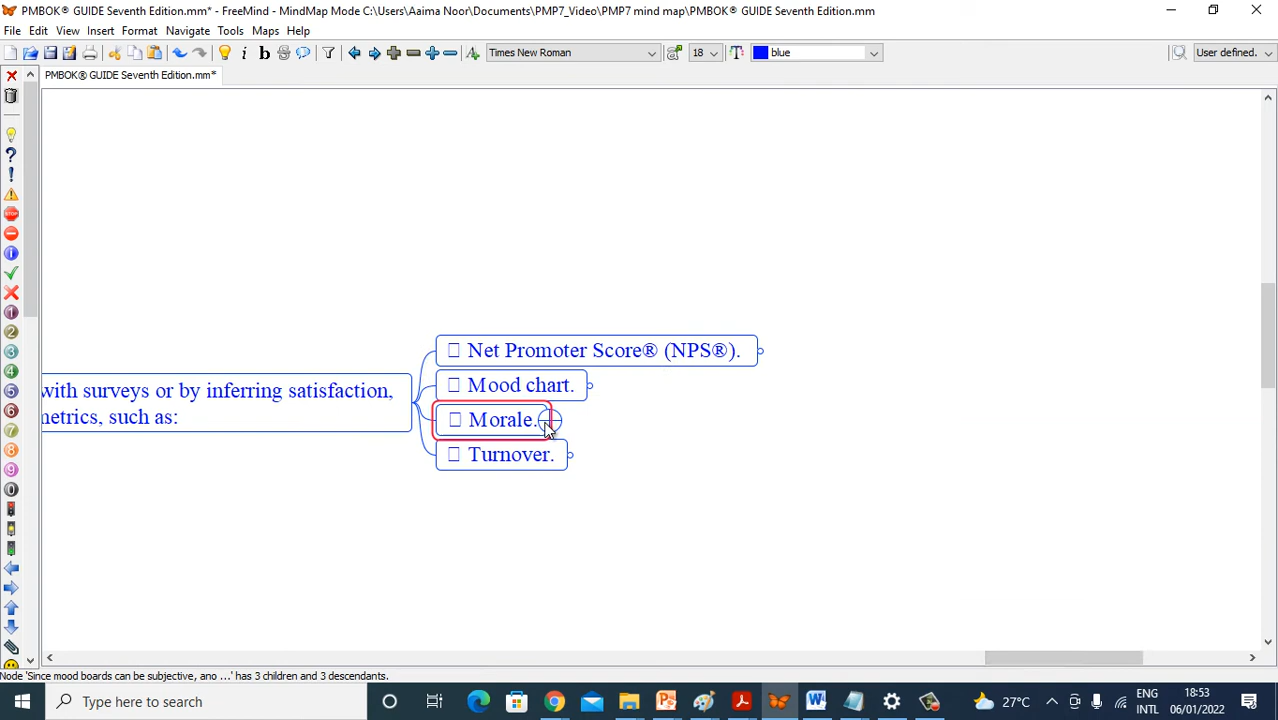 PMBOK® GUIDE Seventh Edition.mm* - FreeMind - MindMap Mode C:\Users\Aaima Noor\Documents\PMP7_Video\PMP7 mind map\PMBOK® GUIDE Seventh Edition.mm
File Edit View Insert Format Navigate Tools Maps Help
Times New Roman 18 blue User defined.
PMBOK® GUIDE Seventh Edition.mm*
Net Promoter Score® (NPS®).
with surveys or by inferring satisfaction,
metrics, such as:
Mood chart.
Morale.
Turnover.
Node 'Since mood boards can be subjective, ano ...' has 3 children and 3 descendants.
Type here to search
27°C
ENG
INTL
18:53
06/01/2022